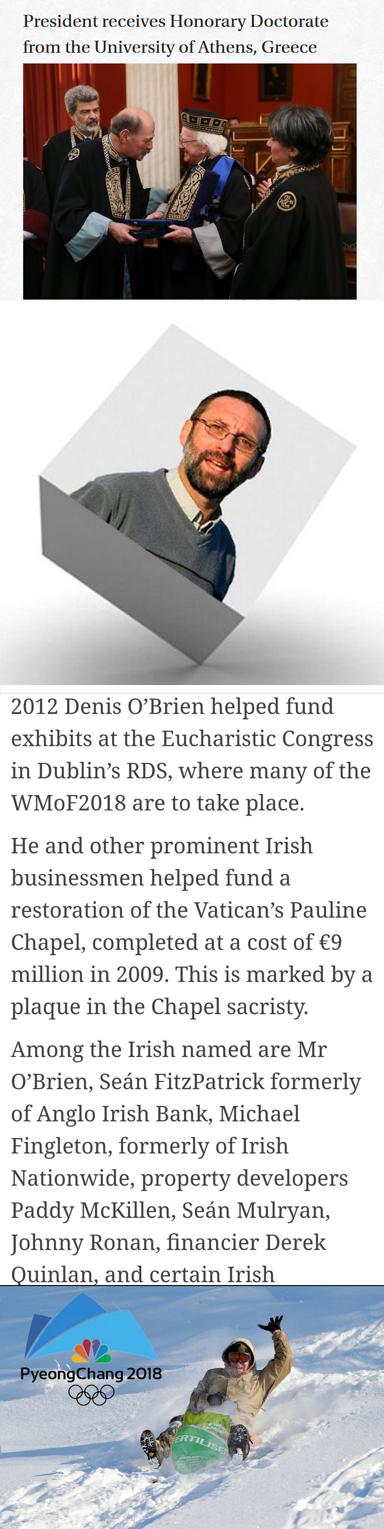 President receives Honorary Doctorate
from the University of Athens, Greece
2012 Denis O’Brien helped fund
exhibits at the Eucharistic Congress
in Dublin’s RDS, where many of the
WMoF2018 are to take place.
He and other prominent Irish
businessmen helped fund a
restoration of the Vatican’s Pauline
Chapel, completed at a cost of €9
million in 2009. This is marked by a
plaque in the Chapel sacristy.
Among the Irish named are Mr
O’Brien, Seán FitzPatrick formerly
of Anglo Irish Bank, Michael
Fingleton, formerly of Irish
Nationwide, property developers
Paddy McKillen, Seán Mulryan,
Johnny Ronan, financier Derek
Quinlan, and certain Irish
PyeongChang 2018
ERTILISE